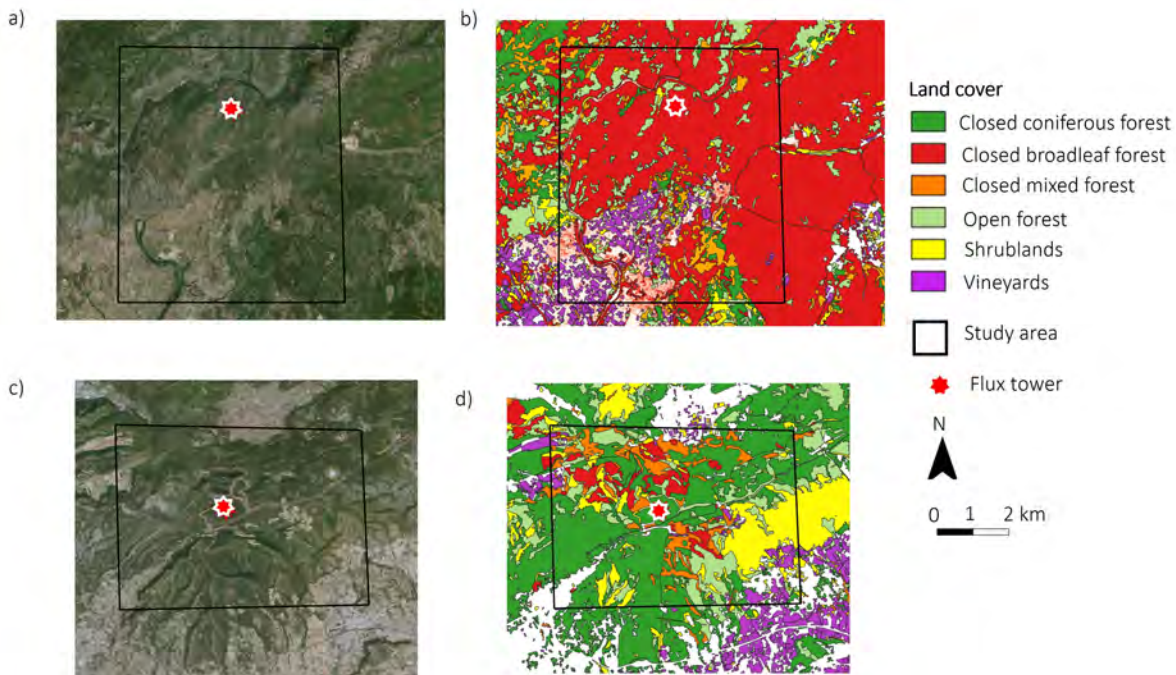 a)
b)
Land cover
Closed coniferous forest
Closed broadleaf forest
Closed mixed forest
Open forest
Shrublands
Vineyards
Study area
Flux tower
N
0 1 2 km
c)
d)